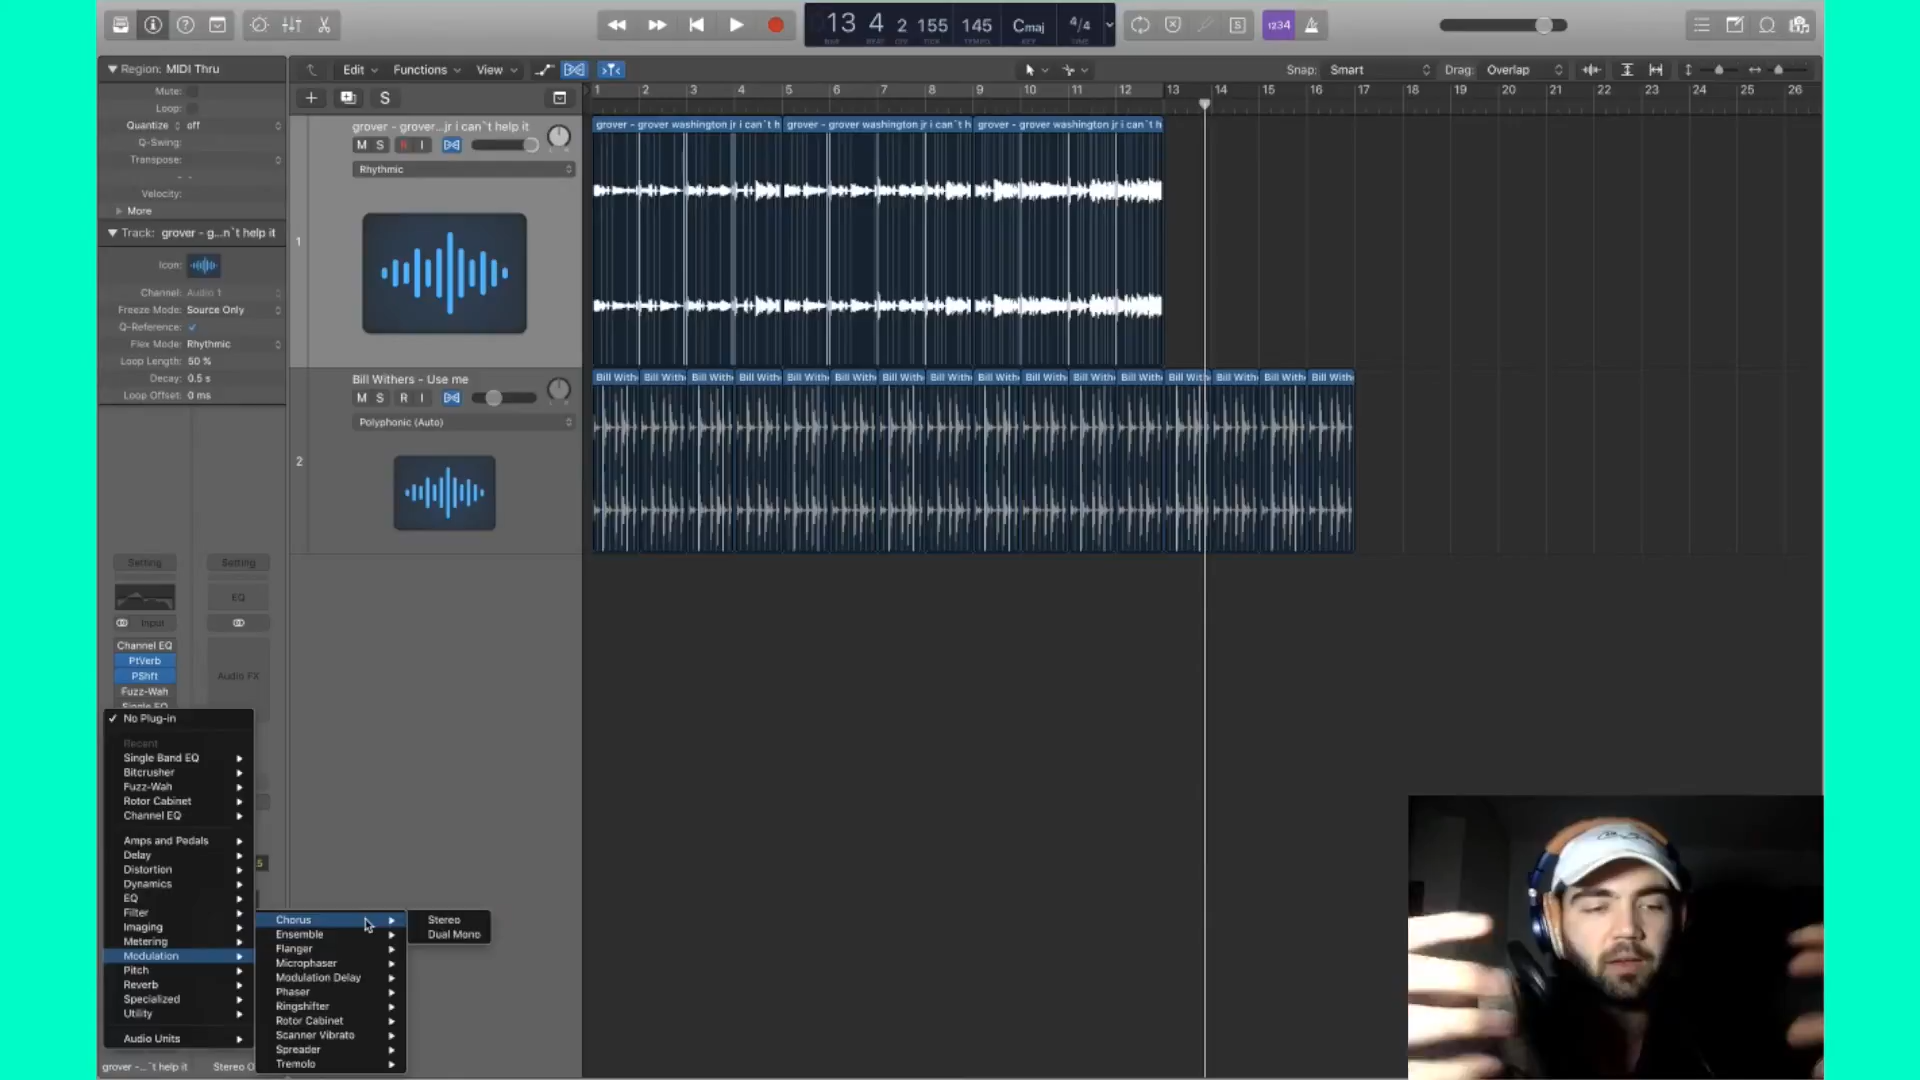 13 4 2 155 145 Cmaj 4/4
1234
Region: MIDI Thru
Edit Functions View
Snap: Smart Drag: Overlap
Mute:
Loop:
Quantize off
Q-Swing:
Transpose:
- -
Velocity:
More
Track: grover - g...n`t help it
Icon:
Channel: Audio 1
Freeze Mode: Source Only
Q-Reference: ✓
Flex Mode: Rhythmic
Loop Length: 50 %
Decay: 0.5 s
Loop Offset: 0 ms
S
1 2 3 4 5 6 7 8 9 10 11 12 13 14 15 16 17 18 19 20 21 22 23 24 25 26
grover - grover...jr i can`t help it
M S R I
Rhythmic
1
grover - grover washington jr i can`t h
grover - grover washington jr i can`t h
grover - grover washington jr i can`t h
Bill Withers - Use me
M S R I
Polyphonic (Auto)
2
Bill With Bill With Bill With Bill With Bill With Bill With Bill With Bill With Bill With Bill With Bill With Bill With Bill With Bill With Bill With Bill With
Setting Setting
EQ
Input
Channel EQ
PtVerb
PShft
Fuzz-Wah
Single EQ
Audio FX
✓ No Plug-in
Recent
Single Band EQ
Bitcrusher
Fuzz-Wah
Rotor Cabinet
Channel EQ
Amps and Pedals
Delay
Distortion
Dynamics
EQ
Filter
Imaging
Metering
Modulation
Pitch
Reverb
Specialized
Utility
Audio Units
Chorus
Ensemble
Flanger
Microphaser
Modulation Delay
Phaser
Ringshifter
Rotor Cabinet
Scanner Vibrato
Spreader
Tremolo
Stereo
Dual Mono
grover -...`t help it Stereo O